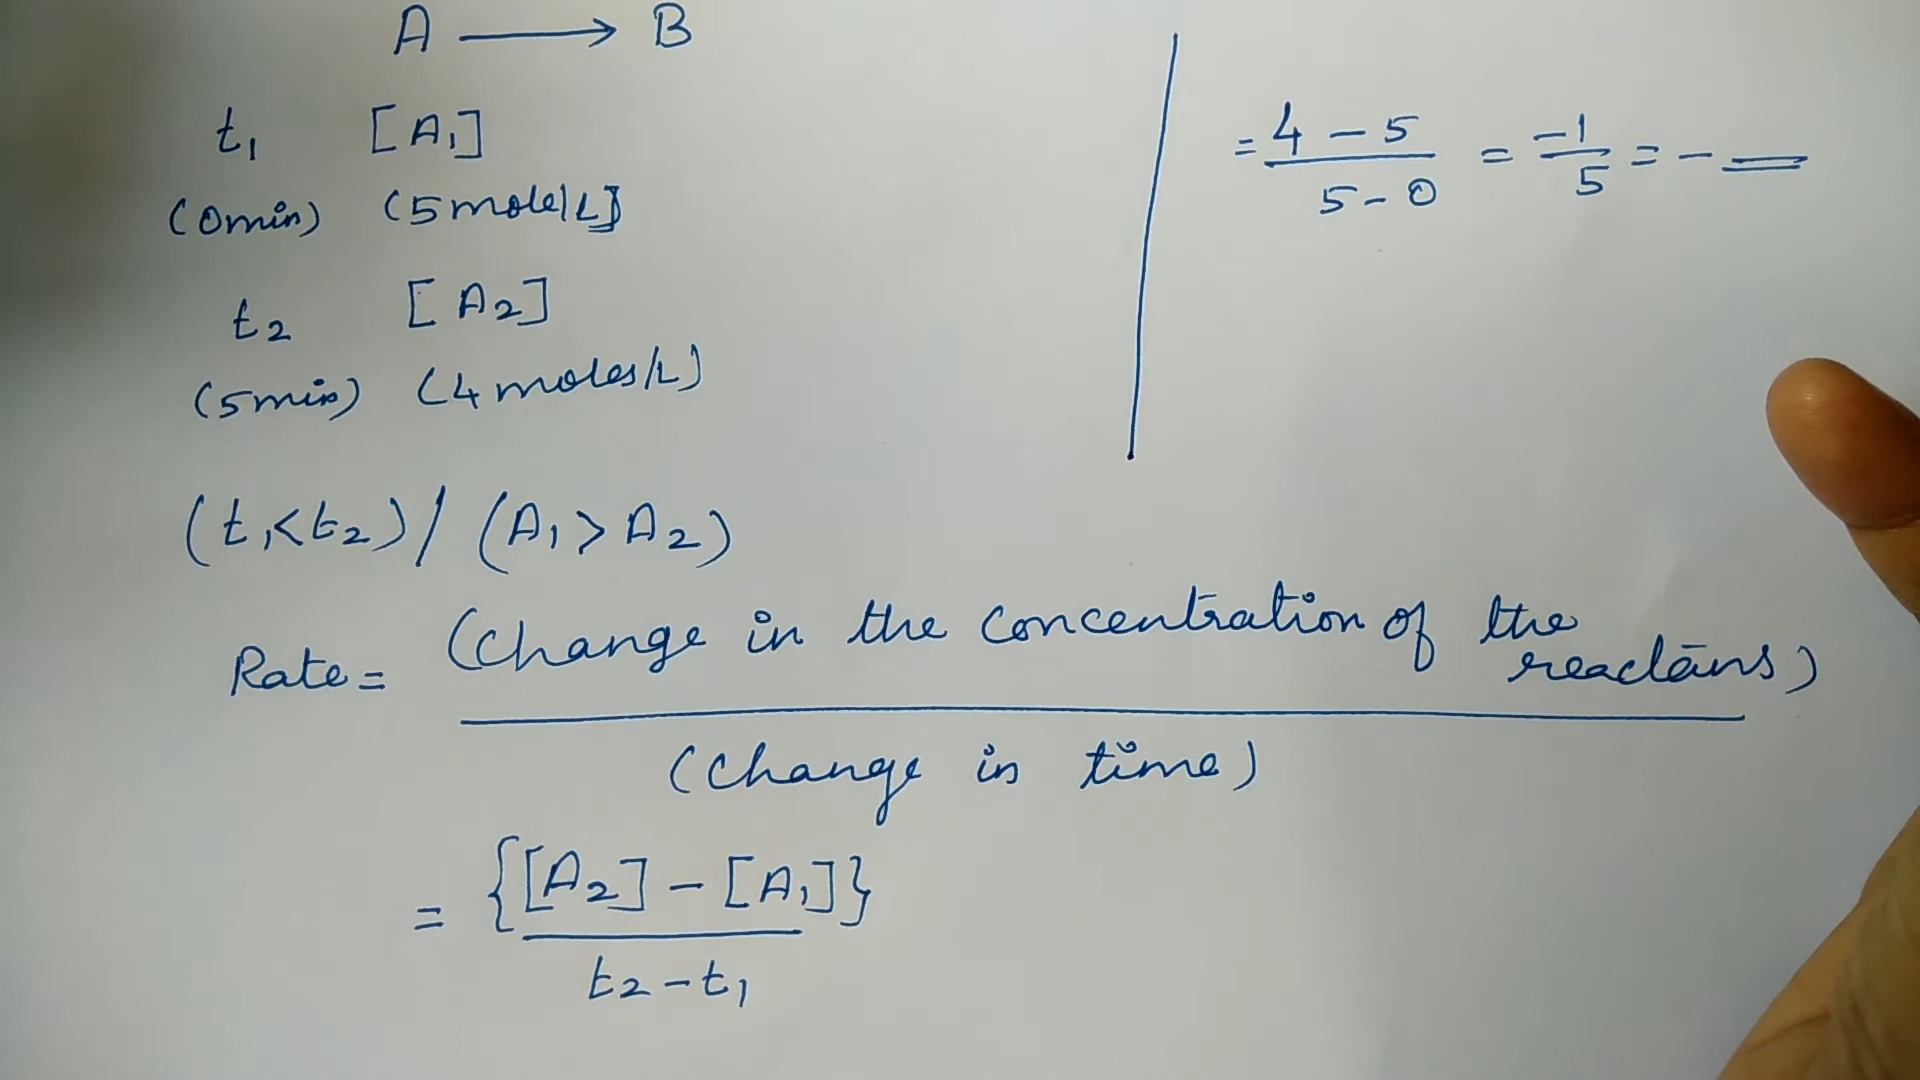 A ⟶ B
t₁ [A₁]
(0min) (5mole/L]
t₂ [A₂]
(5min) (4moles/L)
(t₁<t₂)/ (A₁>A₂)
Rate = (Change in the Concentration of the reactāns)
(Change in time)
= {[A₂] - [A₁]}
t₂-t₁
= 4-5 = -1 = -
5-0 5